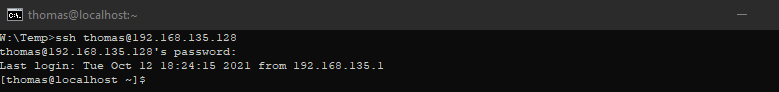 thomas@localhost:~
W:\Temp>ssh thomas@192.168.135.128
thomas@192.168.135.128's password:
Last login: Tue Oct 12 18:24:15 2021 from 192.168.135.1
[thomas@localhost ~]$